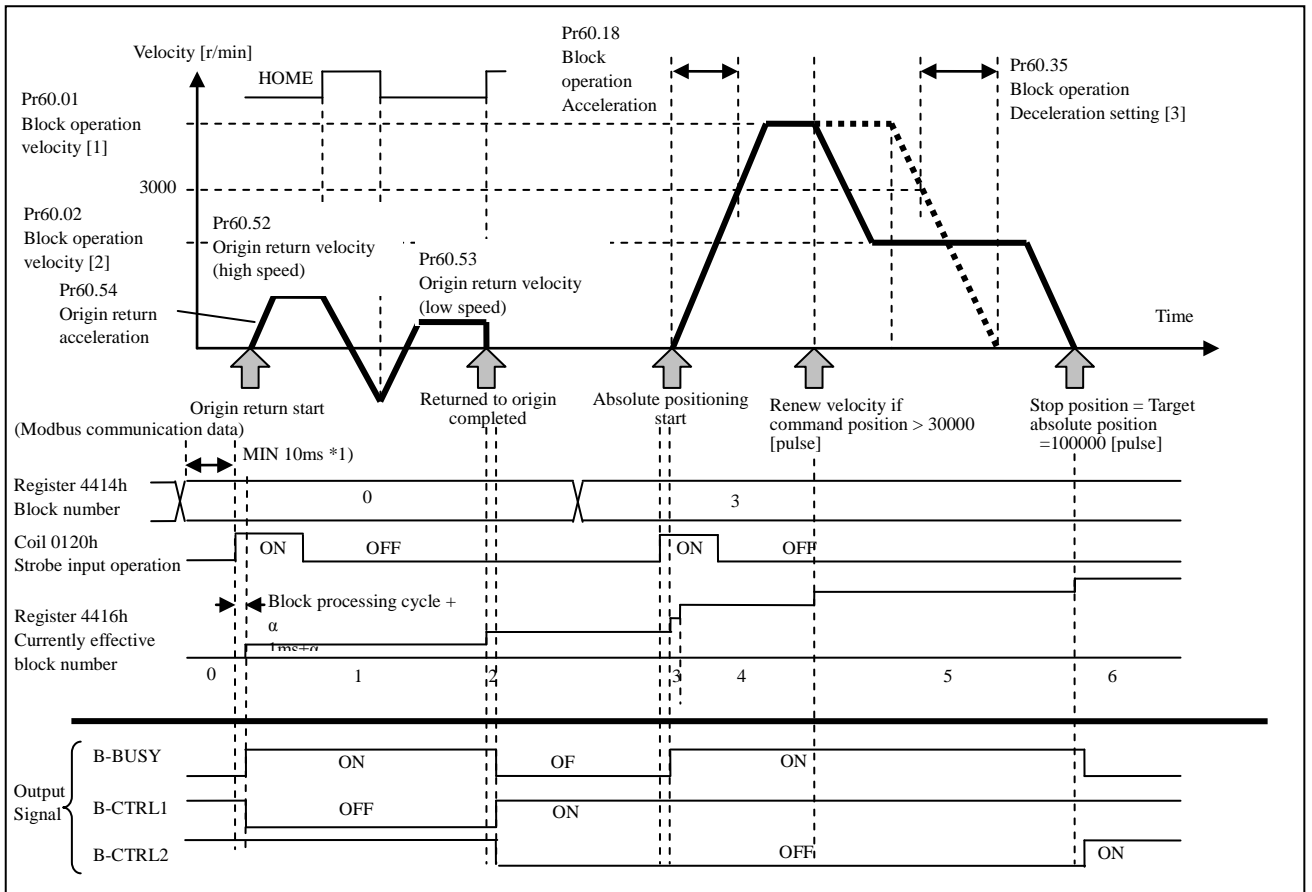 Velocity [r/min]
HOME
Pr60.18
Block
operation
Acceleration
Pr60.35
Block operation
Deceleration setting [3]
Pr60.01
Block operation
velocity [1]
3000
Pr60.02
Block operation
velocity [2]
Pr60.52
Origin return velocity
(high speed)
Pr60.53
Origin return velocity
(low speed)
Pr60.54
Origin return
acceleration
Time
Origin return start
Returned to origin
completed
Absolute positioning
start
Renew velocity if
command position > 30000
[pulse]
Stop position = Target
absolute position
=100000 [pulse]
(Modbus communication data)
MIN 10ms *1)
Register 4414h
Block number
0
3
Coil 0120h
Strobe input operation
ON
OFF
ON
OFF
Register 4416h
Currently effective
block number
Block processing cycle +
α
1ms+α
0
1
2
3
4
5
6
Output
Signal
B-BUSY
ON
OF
ON
B-CTRL1
OFF
ON
B-CTRL2
OFF
ON